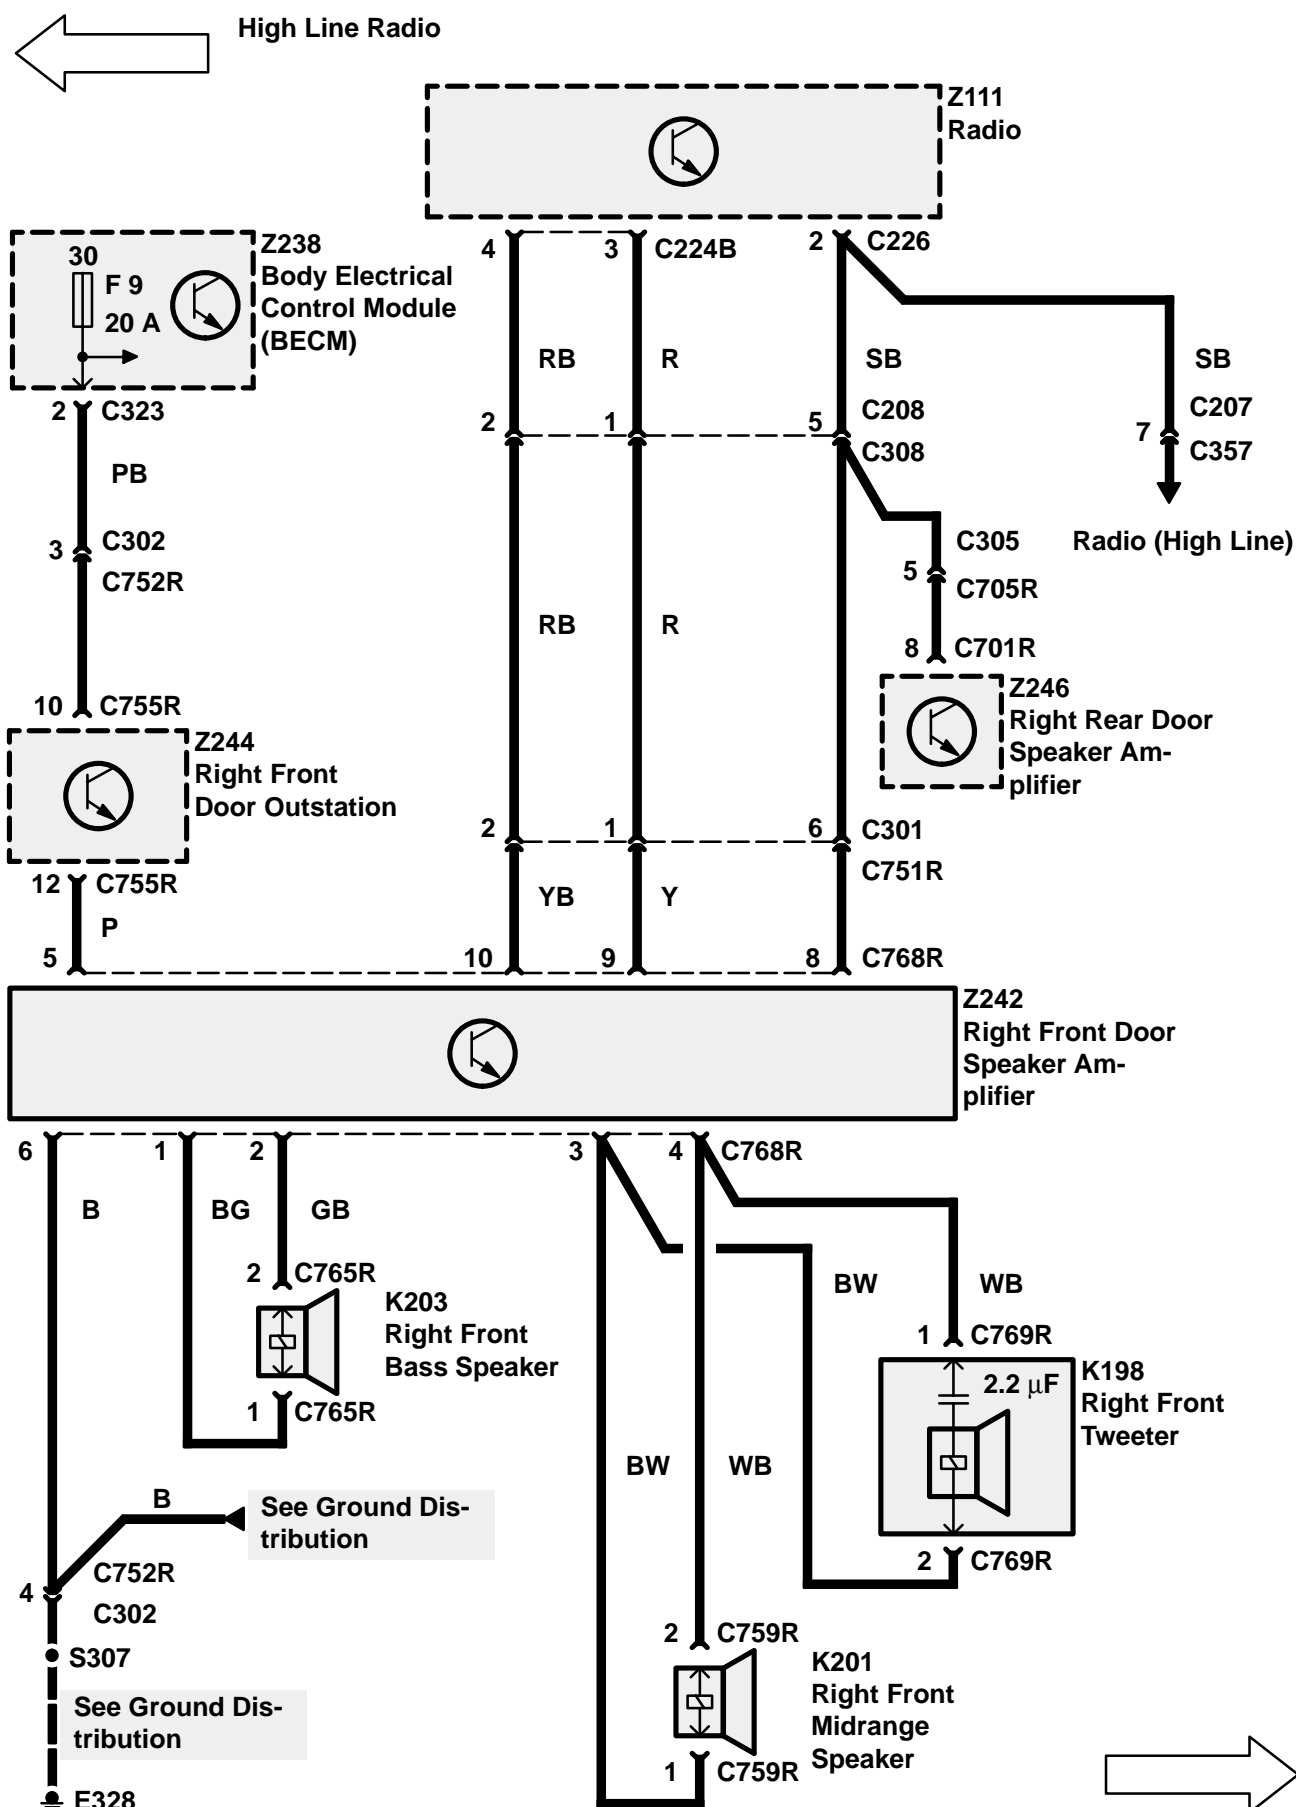 High Line Radio
Z111
Radio
4
3
C224B
2
C226
Z238
Body Electrical
Control Module
(BECM)
30
F 9
20 A
2
C323
RB
R
SB
SB
C208
C207
2
1
5
7
C308
C357
PB
C302
3
C752R
C305
Radio (High Line)
5
C705R
RB
R
8
C701R
10
C755R
Z246
Right Rear Door
Speaker Am-
plifier
Z244
Right Front
Door Outstation
2
1
6
C301
C751R
12
C755R
YB
Y
P
5
10
9
8
C768R
Z242
Right Front Door
Speaker Am-
plifier
6
1
2
3
4
C768R
B
BG
GB
2
C765R
BW
WB
K203
Right Front
Bass Speaker
1
C769R
1
C765R
2.2 µF
K198
Right Front
Tweeter
BW
WB
B
See Ground Dis-
tribution
2
C769R
C752R
4
C302
2
C759R
S307
K201
Right Front
Midrange
Speaker
See Ground Dis-
tribution
1
C759R
E328